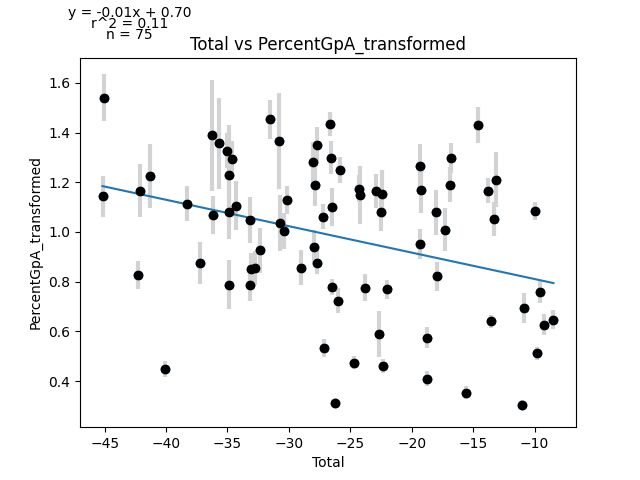 y = -0.01x + 0.70
r^2 = 0.11
n = 75
Total vs PercentGpA_transformed
1.6
1.4
1.2
1.0
0.8
0.6
0.4
PercentGpA_transformed
−45 −40 −35 −30 −25 −20 −15 −10
Total